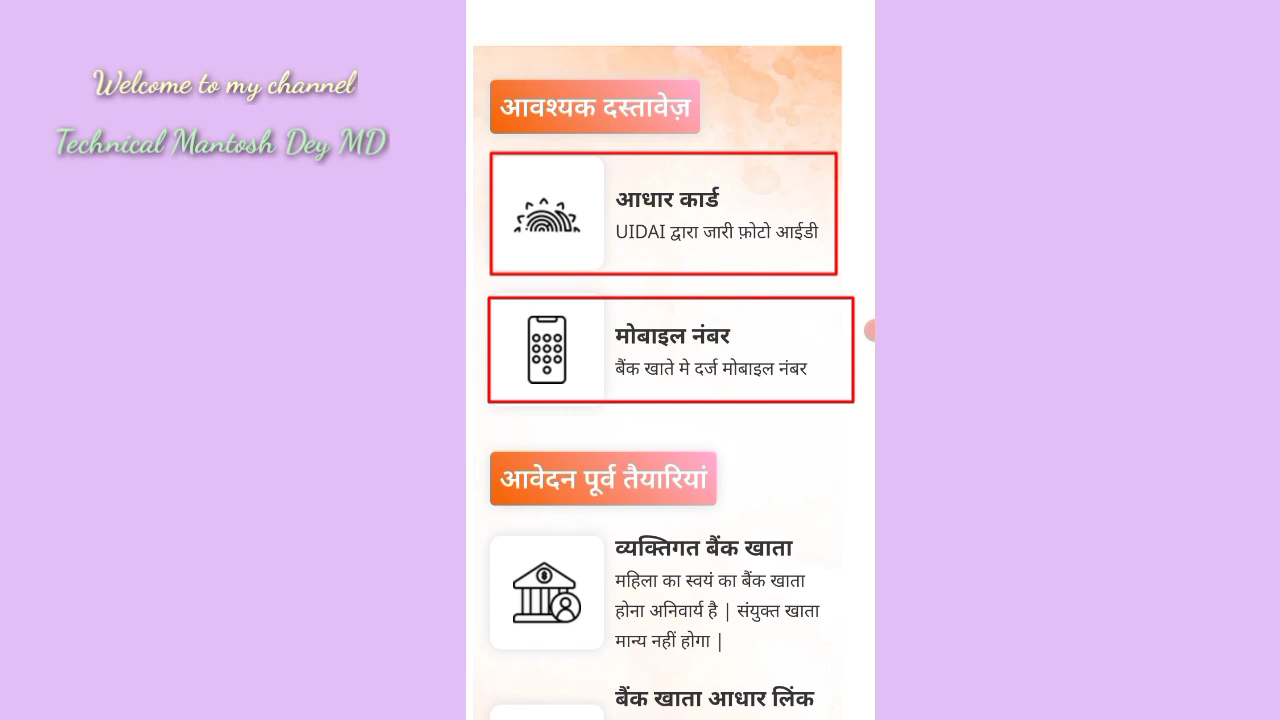 Welcome to my channel
Technical Mantosh Dey MD
आवश्यक दस्तावेज़
आधार कार्ड
UIDAI द्वारा जारी फ़ोटो आईडी
मोबाइल नंबर
बैंक खाते मे दर्ज मोबाइल नंबर
आवेदन पूर्व तैयारियां
व्यक्तिगत बैंक खाता
महिला का स्वयं का बैंक खाता
होना अनिवार्य है | संयुक्त खाता
मान्य नहीं होगा |
बैंक खाता आधार लिंक